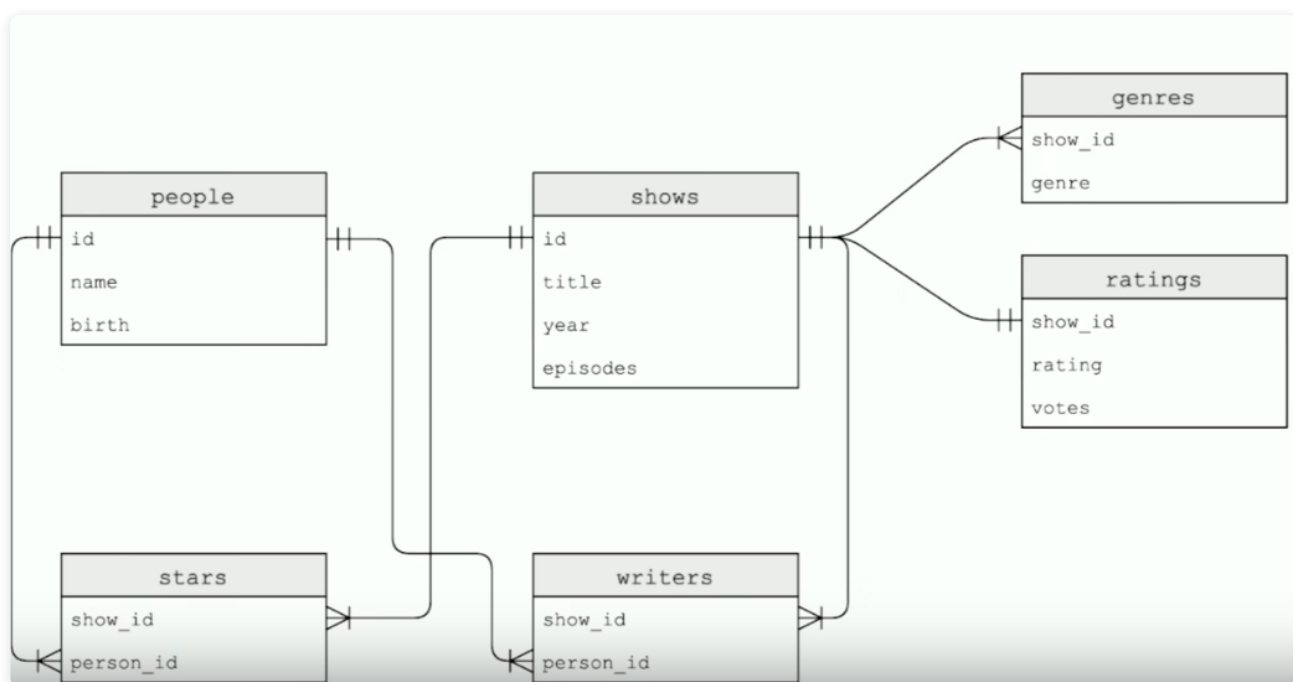 people
id
name
birth
shows
id
title
year
episodes
genres
show_id
genre
ratings
show_id
rating
votes
stars
show_id
person_id
writers
show_id
person_id